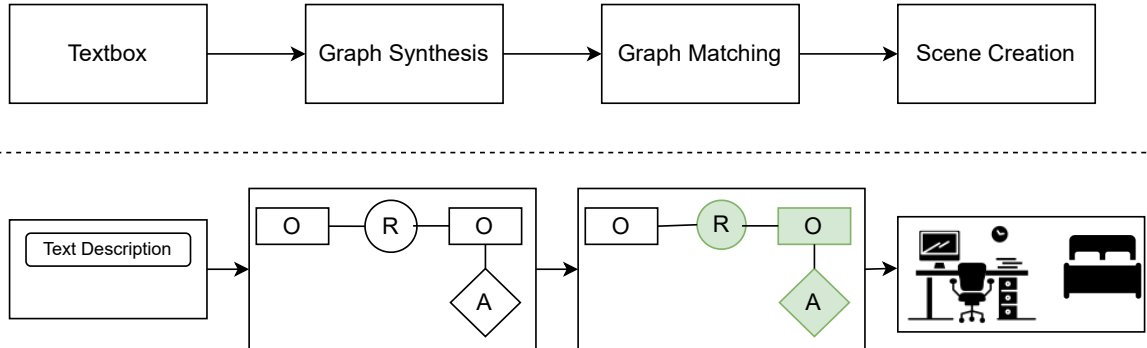 Textbox
Graph Synthesis
Graph Matching
Scene Creation
Text Description
O
R
O
A
O
R
O
A